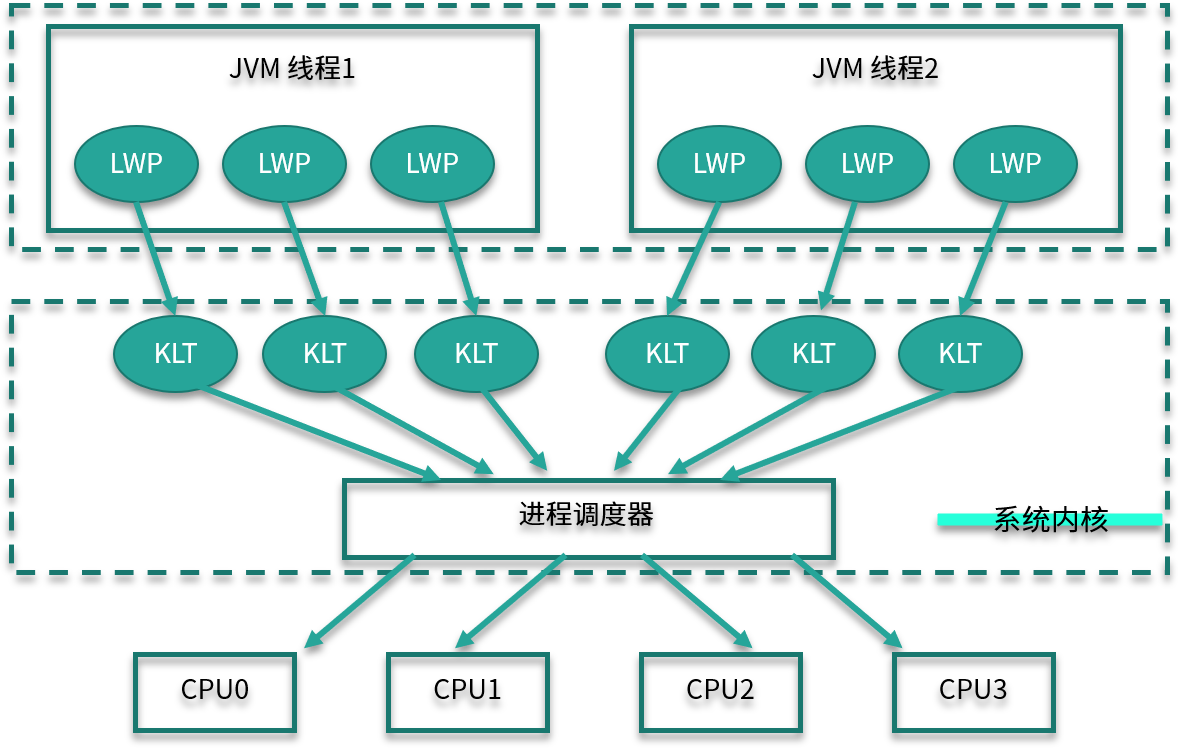 JVM 线程1
JVM 线程2
LWP
LWP
LWP
LWP
LWP
LWP
KLT
KLT
KLT
KLT
KLT
KLT
进程调度器
系统内核
CPU0
CPU1
CPU2
CPU3